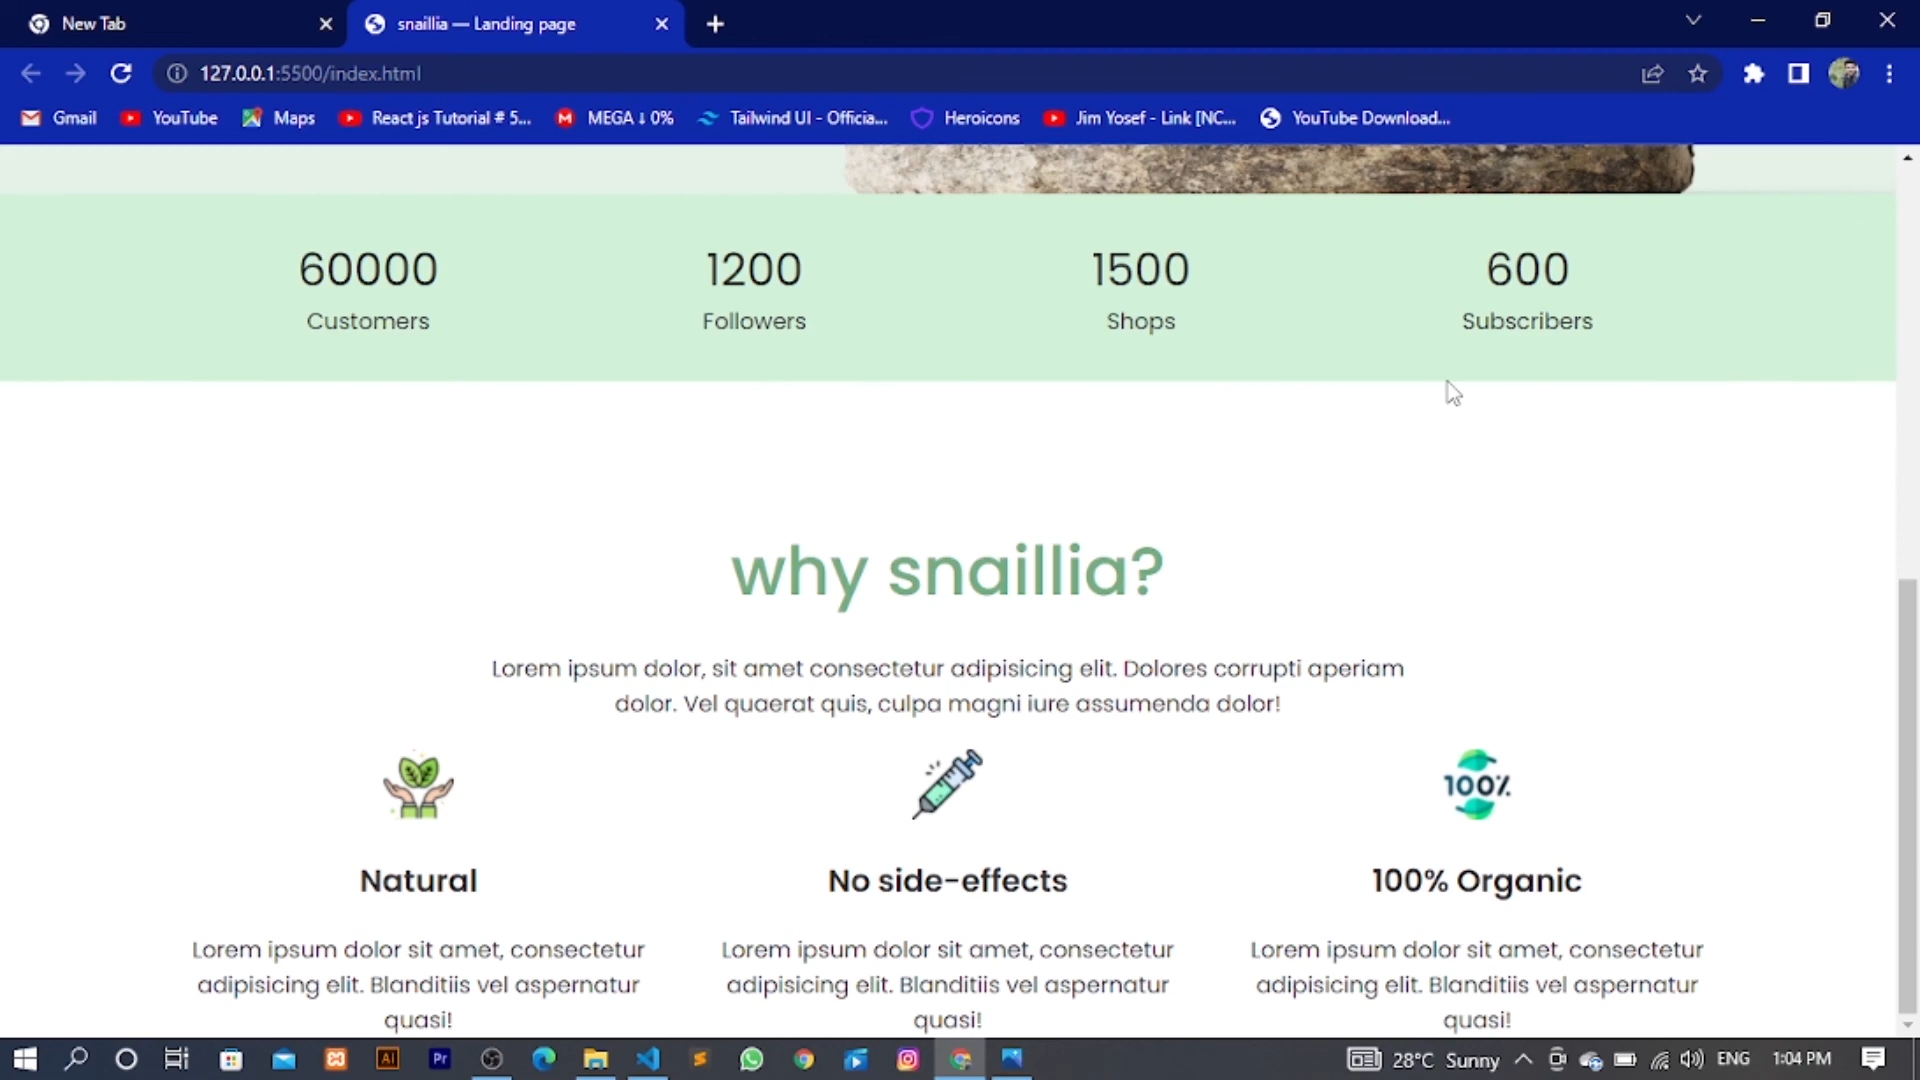 New Tab
snaillia — Landing page
127.0.0.1:5500/index.html
Gmail
YouTube
Maps
React js Tutorial # 5...
MEGA ↓ 0%
Tailwind UI - Officia...
Heroicons
Jim Yosef - Link [NC...
YouTube Download...
60000
1200
1500
600
Customers
Followers
Shops
Subscribers
why snaillia?
Lorem ipsum dolor, sit amet consectetur adipisicing elit. Dolores corrupti aperiam
dolor. Vel quaerat quis, culpa magni iure assumenda dolor!
100%
Natural
No side-effects
100% Organic
Lorem ipsum dolor sit amet, consectetur
adipisicing elit. Blanditiis vel aspernatur
quasi!
Lorem ipsum dolor sit amet, consectetur
adipisicing elit. Blanditiis vel aspernatur
quasi!
Lorem ipsum dolor sit amet, consectetur
adipisicing elit. Blanditiis vel aspernatur
quasi!
Ai
Pr
28°C Sunny
ENG
1:04 PM